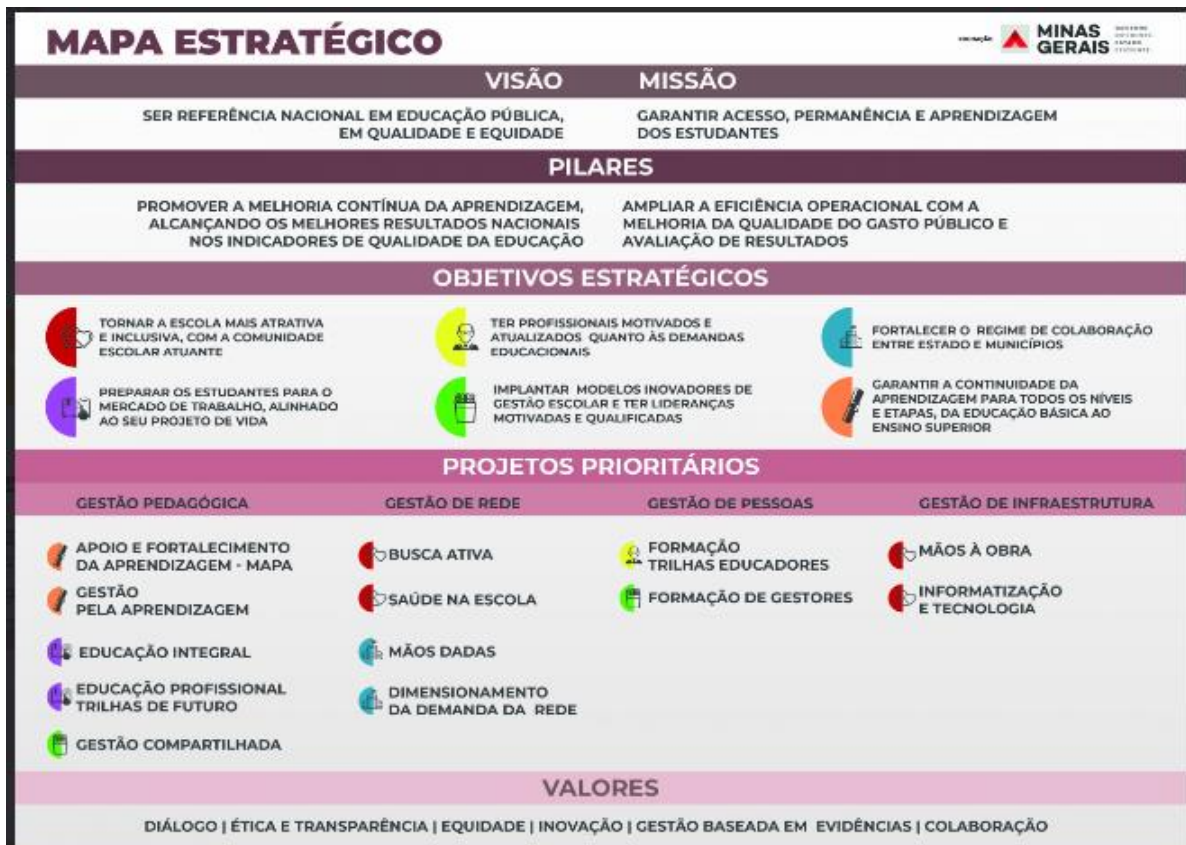 MAPA ESTRATÉGICO
MINAS
GERAIS
VISÃO
SER REFERÊNCIA NACIONAL EM EDUCAÇÃO PÚBLICA,
EM QUALIDADE E EQUIDADE
MISSÃO
GARANTIR ACESSO, PERMANÊNCIA E APRENDIZAGEM
DOS ESTUDANTES
PILARES
PROMOVER A MELHORIA CONTÍNUA DA APRENDIZAGEM,
ALCANÇANDO OS MELHORES RESULTADOS NACIONAIS
NOS INDICADORES DE QUALIDADE DA EDUCAÇÃO
AMPLIAR A EFICIÊNCIA OPERACIONAL COM A
MELHORIA DA QUALIDADE DO GASTO PÚBLICO E
AVALIAÇÃO DE RESULTADOS
OBJETIVOS ESTRATÉGICOS
TORNAR A ESCOLA MAIS ATRATIVA
E INCLUSIVA, COM A COMUNIDADE
ESCOLAR ATUANTE
TER PROFISSIONAIS MOTIVADOS E
ATUALIZADOS QUANTO ÀS DEMANDAS
EDUCACIONAIS
FORTALECER O REGIME DE COLABORAÇÃO
ENTRE ESTADO E MUNICÍPIOS
PREPARAR OS ESTUDANTES PARA O
MERCADO DE TRABALHO, ALINHADO
AO SEU PROJETO DE VIDA
IMPLANTAR MODELOS INOVADORES DE
GESTÃO ESCOLAR E TER LIDERANÇAS
MOTIVADAS E QUALIFICADAS
GARANTIR A CONTINUIDADE DA
APRENDIZAGEM PARA TODOS OS NÍVEIS
E ETAPAS, DA EDUCAÇÃO BÁSICA AO
ENSINO SUPERIOR
PROJETOS PRIORITÁRIOS
GESTÃO PEDAGÓGICA
APOIO E FORTALECIMENTO
DA APRENDIZAGEM - MAPA
GESTÃO
PELA APRENDIZAGEM
EDUCAÇÃO INTEGRAL
EDUCAÇÃO PROFISSIONAL
TRILHAS DE FUTURO
GESTÃO COMPARTILHADA
GESTÃO DE REDE
BUSCA ATIVA
SAÚDE NA ESCOLA
MÃOS DADAS
DIMENSIONAMENTO
DA DEMANDA DA REDE
GESTÃO DE PESSOAS
FORMAÇÃO
TRILHAS EDUCADORES
FORMAÇÃO DE GESTORES
GESTÃO DE INFRAESTRUTURA
MÃOS À OBRA
INFORMATIZAÇÃO
E TECNOLOGIA
VALORES
DIÁLOGO | ÉTICA E TRANSPARÊNCIA | EQUIDADE | INOVAÇÃO | GESTÃO BASEADA EM EVIDÊNCIAS | COLABORAÇÃO